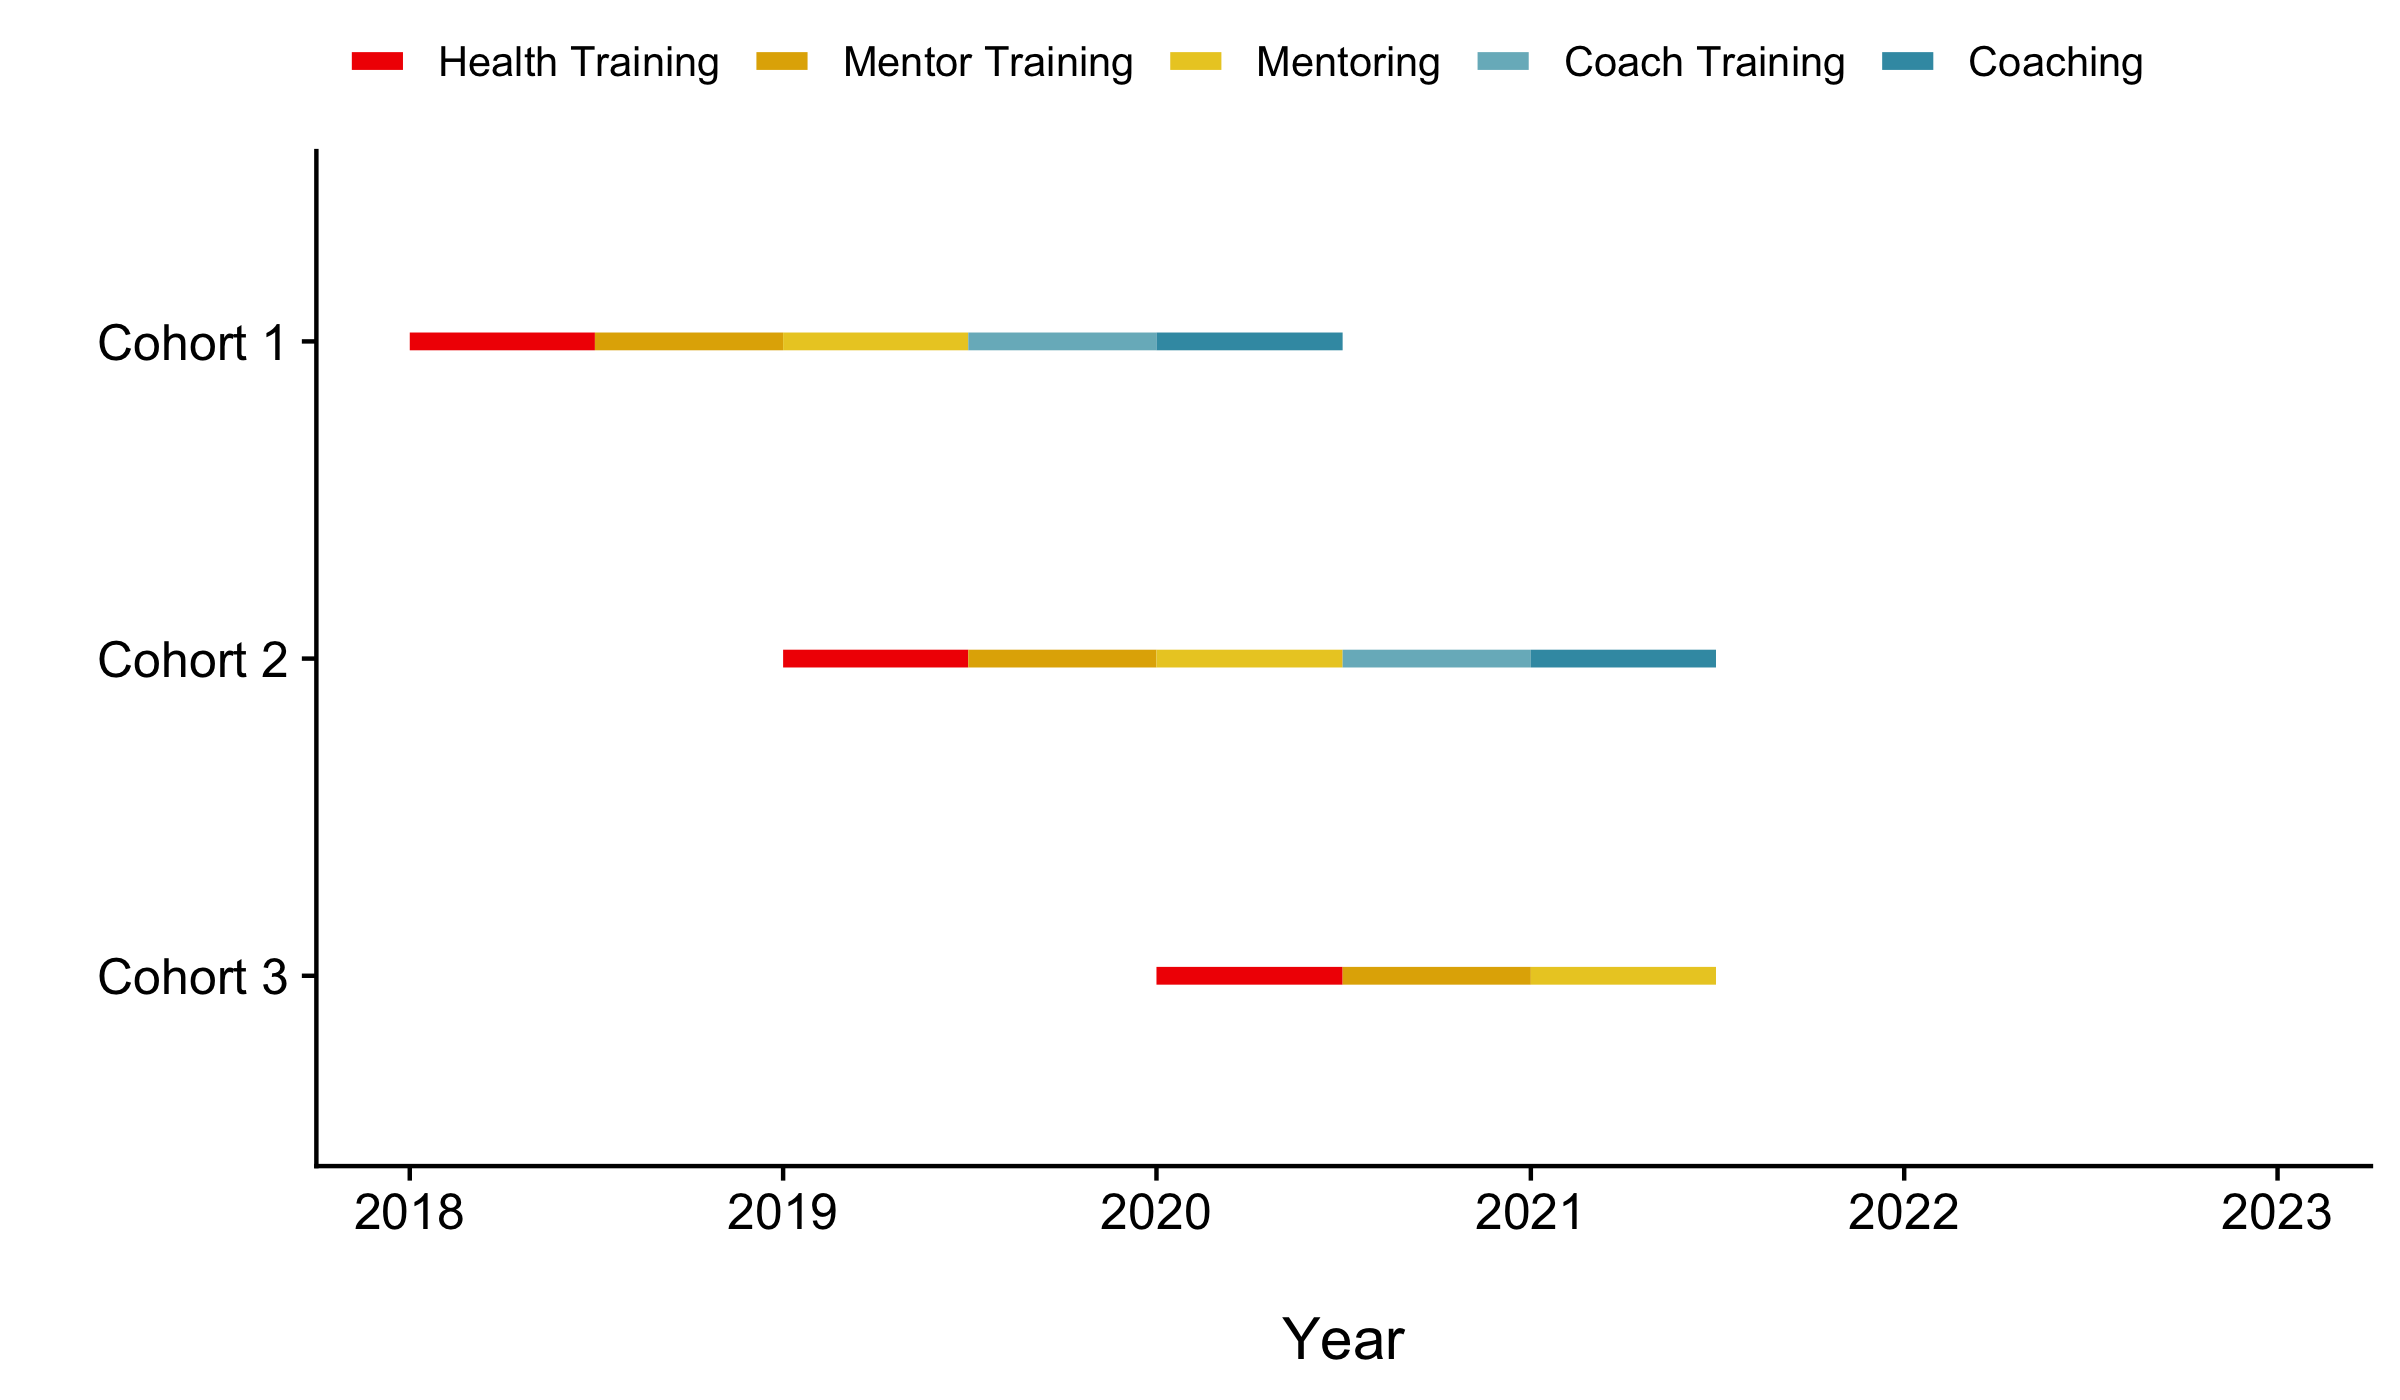 Health Training Mentor Training Mentoring Coach Training Coaching
Cohort 1
Cohort 2
Cohort 3
2018 2019 2020 2021 2022 2023
Year